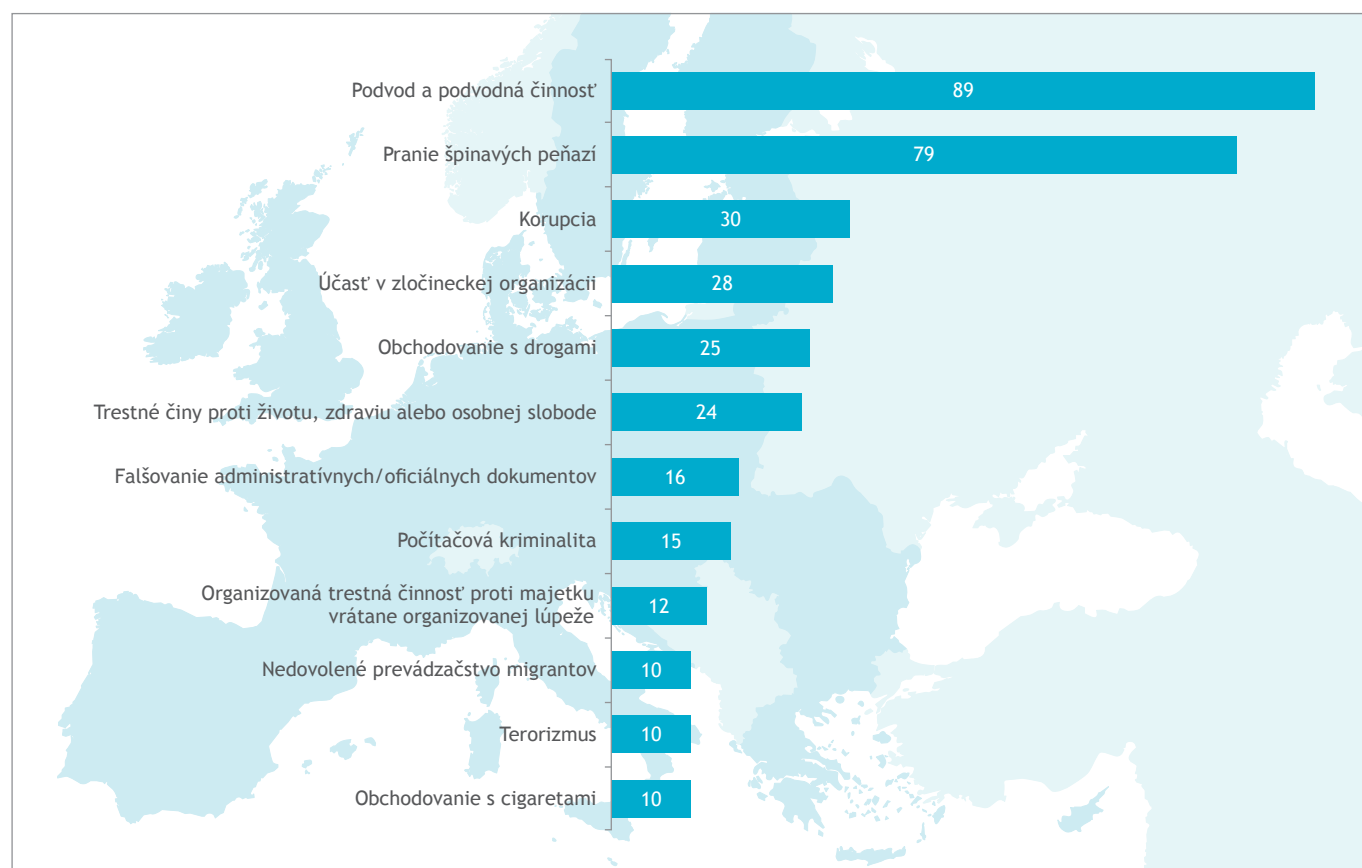 Podvod a podvodná činnosť
89
Pranie špinavých peňazí
79
Korupcia
30
Účasť v zločineckej organizácii
28
Obchodovanie s drogami
25
Trestné činy proti životu, zdraviu alebo osobnej slobode
24
Falšovanie administratívnych/oficiálnych dokumentov
16
Počítačová kriminalita
15
Organizovaná trestná činnosť proti majetku
vrátane organizovanej lúpeže
12
Nedovolené prevádzačstvo migrantov
10
Terorizmus
10
Obchodovanie s cigaretami
10